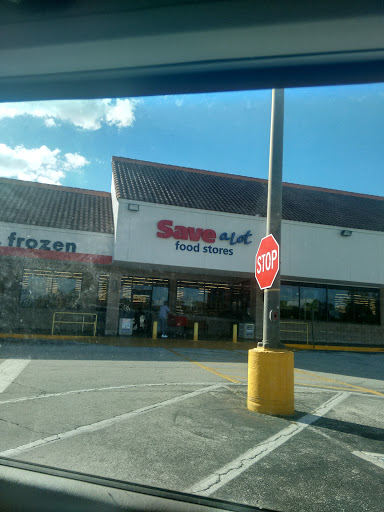 Save a lot
food stores
& frozen
STOP